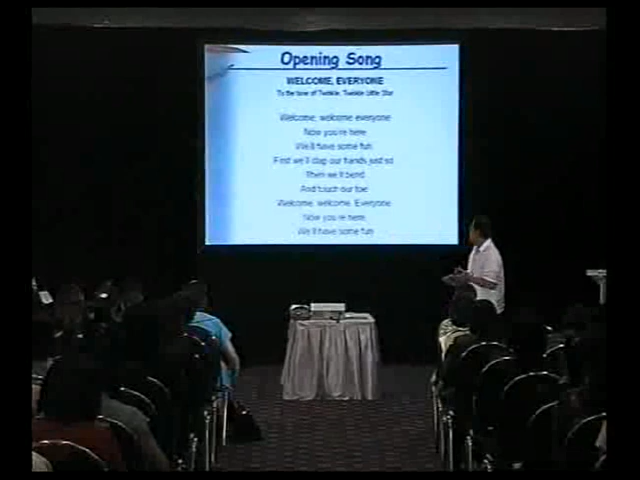 Opening Song
WELCOME, EVERYONE
To the tune of Twinkle, Twinkle Little Star
Welcome, welcome everyone
Now you're here
We'll have some fun
First we'll clap our hands just so
Then we'll bend
And touch our toe
Welcome, welcome, Everyone
Now you're here,
We'll have some fun